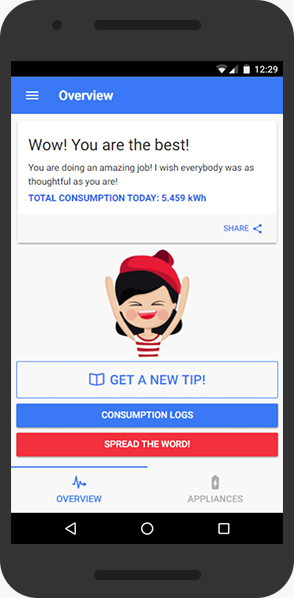 12:29
Overview
Wow! You are the best!
You are doing an amazing job! I wish everybody was as
thoughtful as you are!
TOTAL CONSUMPTION TODAY: 5.459 kWh
SHARE
GET A NEW TIP!
CONSUMPTION LOGS
SPREAD THE WORD!
OVERVIEW
APPLIANCES